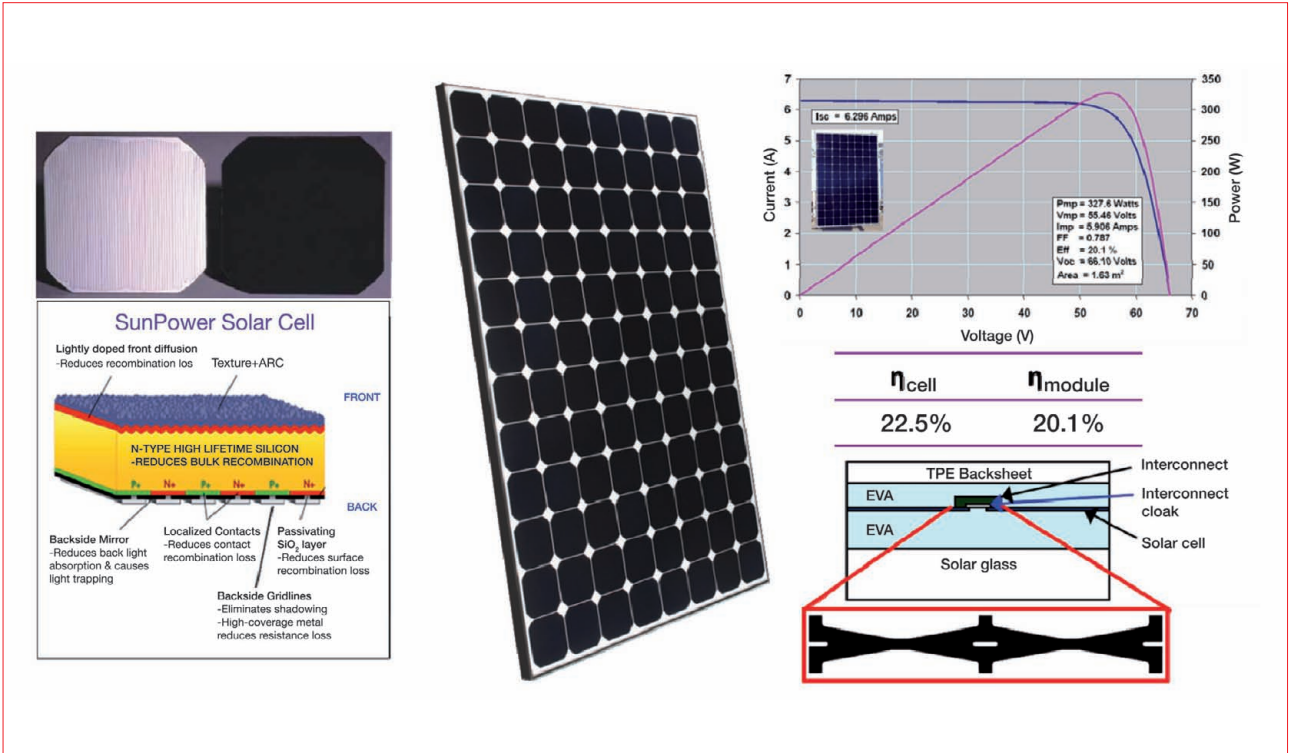 SunPower Solar Cell
Lightly doped front diffusion
-Reduces recombination los
Texture+ARC
FRONT
N-TYPE HIGH LIFETIME SILICON
-REDUCES BULK RECOMBINATION
P+ N+ P+ N+ P+ N+
BACK
Backside Mirror
-Reduces back light
absorption & causes
light trapping
Localized Contacts
-Reduces contact
recombination loss
Passivating
SiO₂ layer
-Reduces surface
recombination loss
Backside Gridlines
-Eliminates shadowing
-High-coverage metal
reduces resistance loss
Current (A)
7
6
5
4
3
2
1
0
Isc = 6.296 Amps
Pmp = 327.6 Watts
Vmp = 55.46 Volts
Imp = 5.906 Amps
FF = 0.787
Eff = 20.1 %
Voc = 66.10 Volts
Area = 1.63 m²
350
300
250
200
150
100
50
0
Power (W)
0 10 20 30 40 50 60 70
Voltage (V)
ηcell ηmodule
22.5% 20.1%
TPE Backsheet
EVA
EVA
Solar glass
Interconnect
Interconnect
cloak
Solar cell